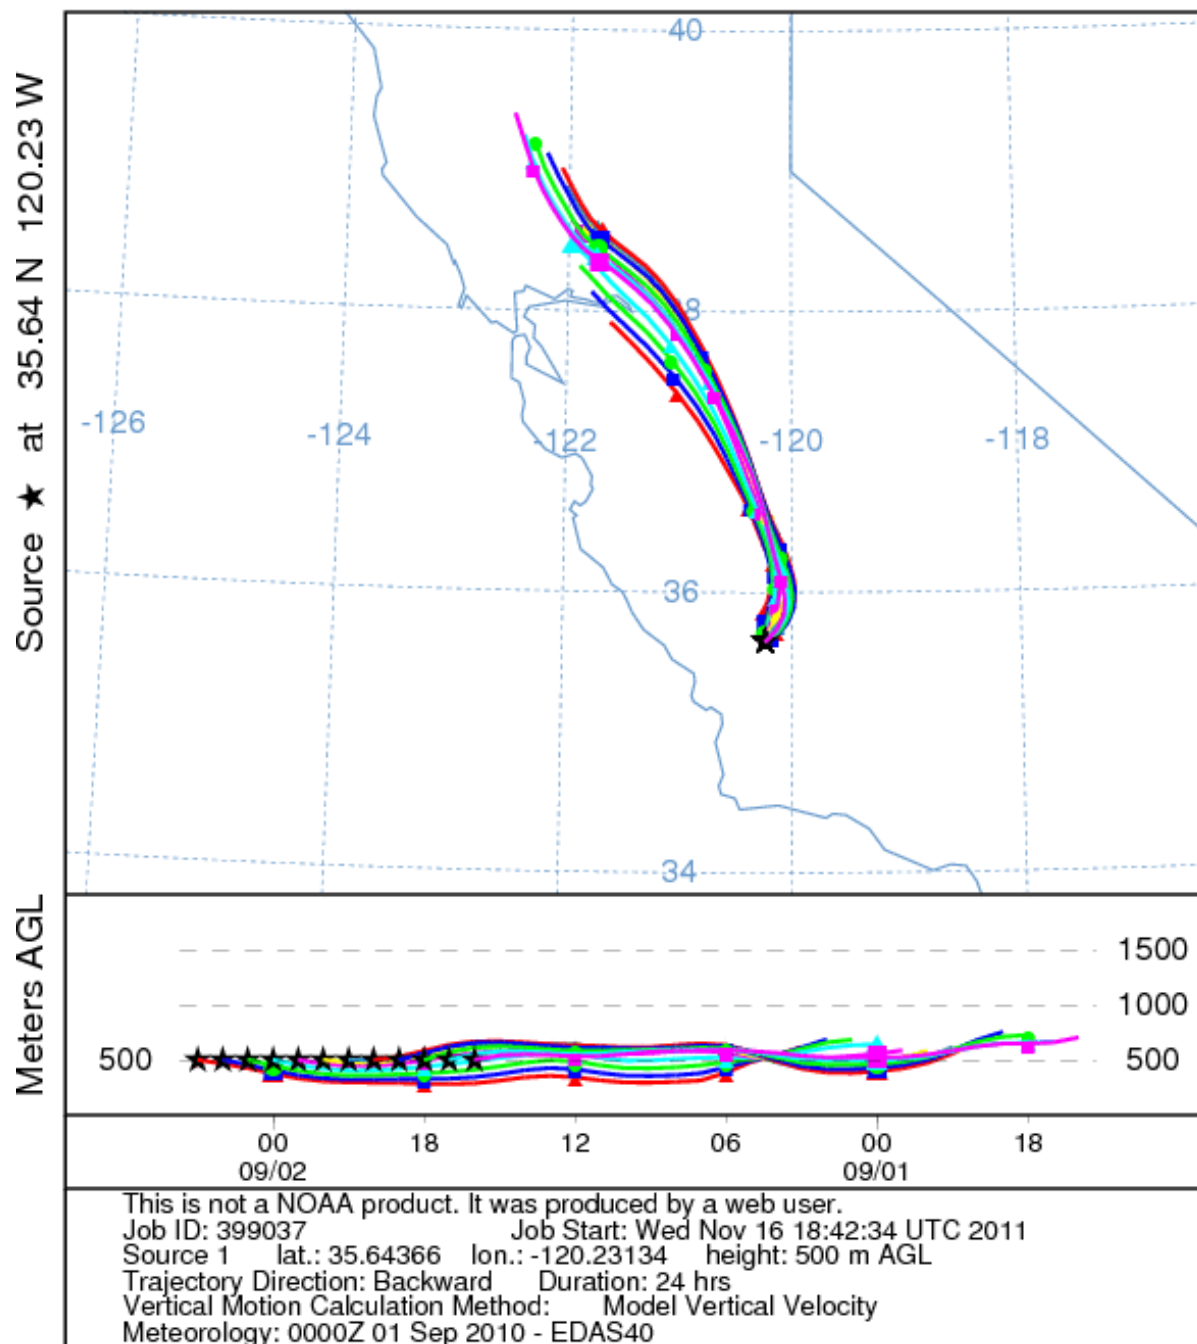 Source ★ at 35.64 N 120.23 W
40
38
-126
-124
-122
-120
-118
36
34
Meters AGL
1500
1000
500
500
00
18
12
06
00
18
09/02
09/01
This is not a NOAA product. It was produced by a web user.
Job ID: 399037 Job Start: Wed Nov 16 18:42:34 UTC 2011
Source 1 lat.: 35.64366 lon.: -120.23134 height: 500 m AGL
Trajectory Direction: Backward Duration: 24 hrs
Vertical Motion Calculation Method: Model Vertical Velocity
Meteorology: 0000Z 01 Sep 2010 - EDAS40